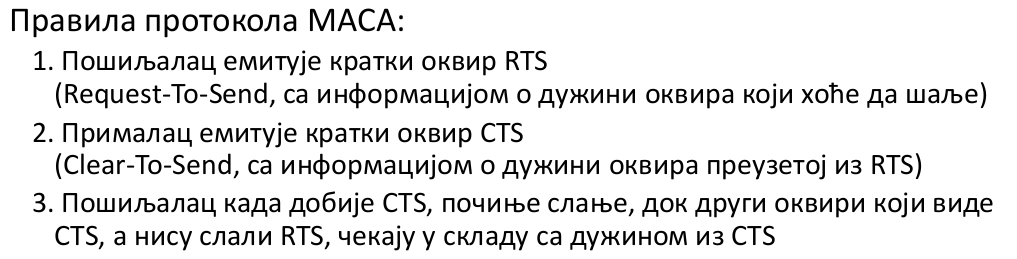 Правила протокола MACA:
1. Пошиљалац емитује кратки оквир RTS
(Request-To-Send, са информацијом о дужини оквира који хоће да шаље)
2. Прималац емитује кратки оквир CTS
(Clear-To-Send, са информацијом о дужини оквира преузетој из RTS)
3. Пошиљалац када добије CTS, почиње слање, док други оквири који виде
CTS, а нису слали RTS, чекају у складу са дужином из CTS